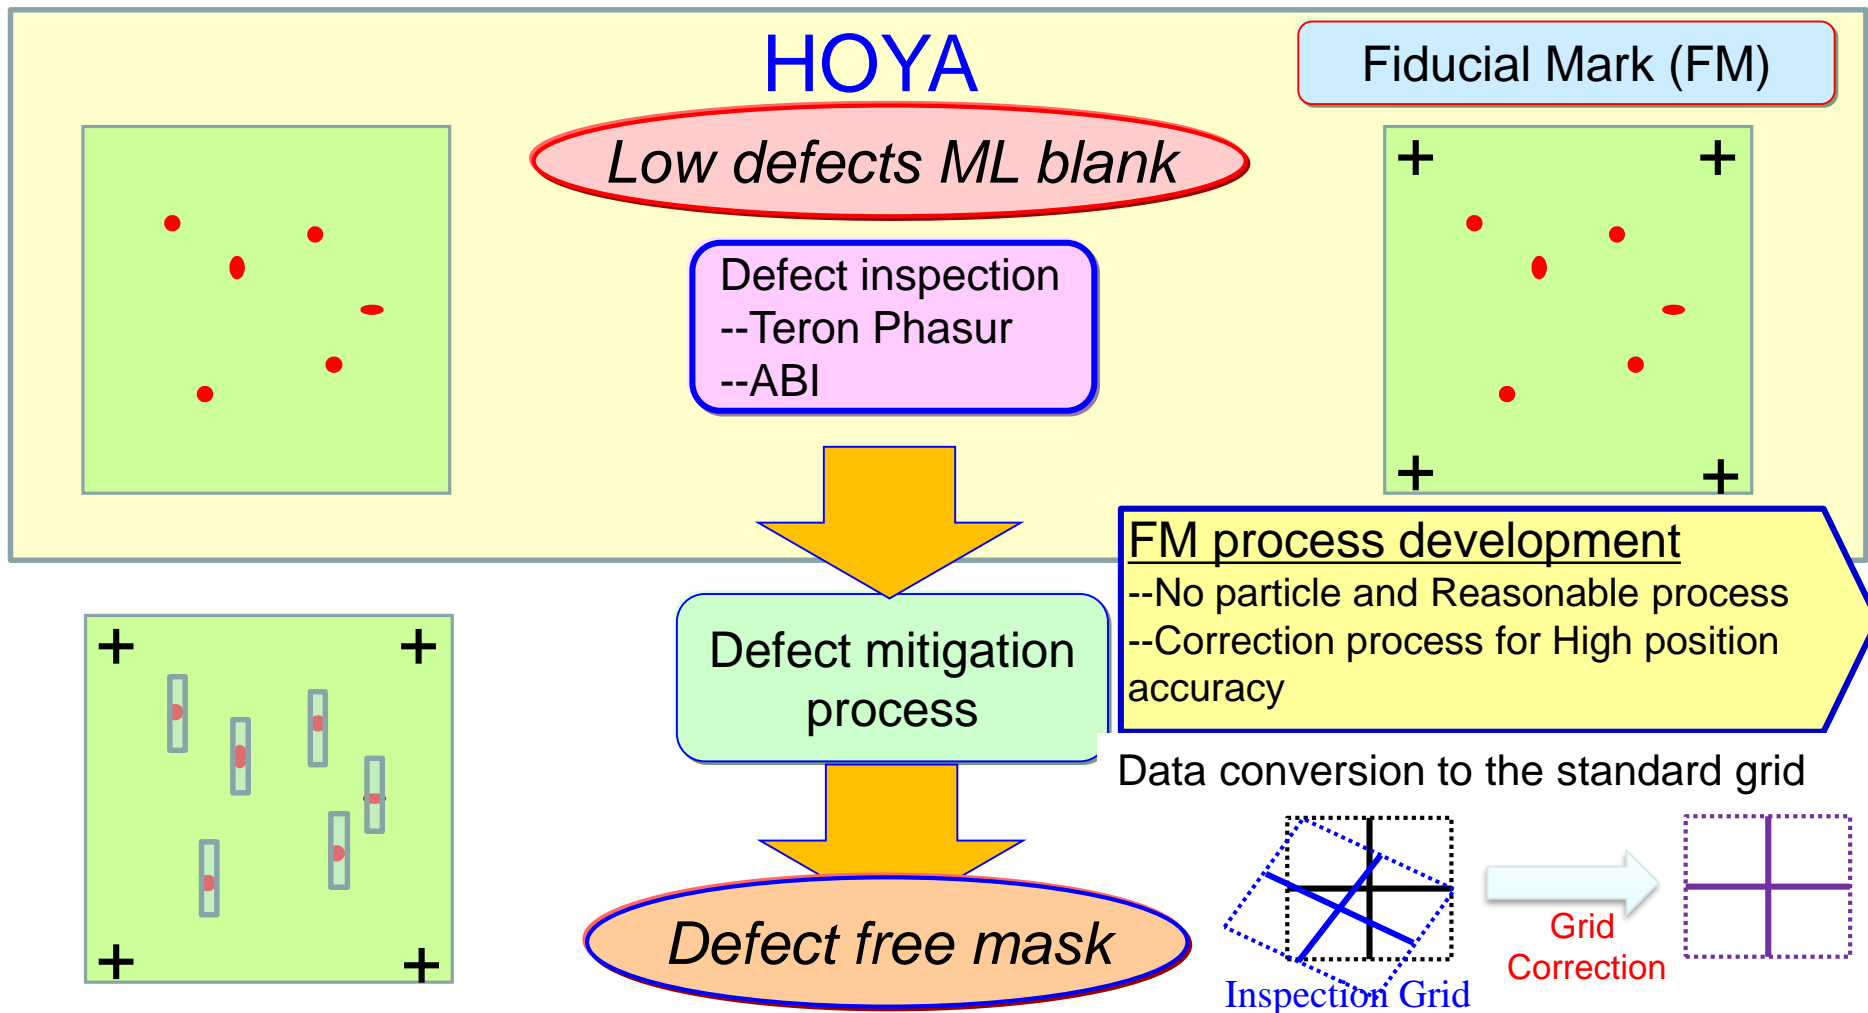 HOYA
Fiducial Mark (FM)
Low defects ML blank
Defect inspection
--Teron Phasur
--ABI
FM process development
--No particle and Reasonable process
--Correction process for High position
accuracy
Defect mitigation
process
Data conversion to the standard grid
Grid
Correction
Defect free mask
Inspection Grid